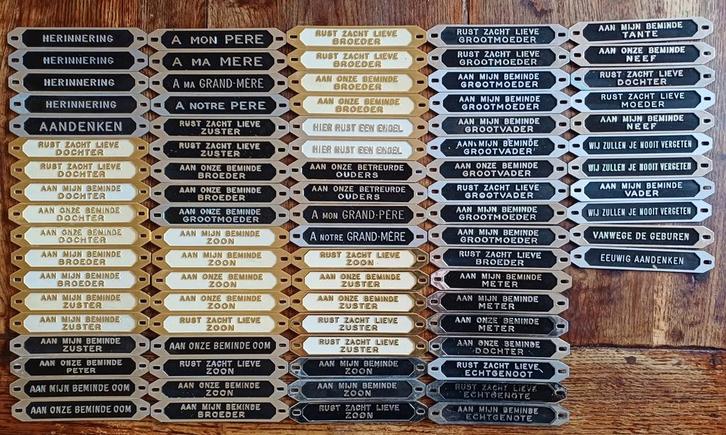 HERINNERING
HERINNERING
HERINNERING
HERINNERING
AANDENKEN
RUST ZACHT LIEVE
DOCHTER
RUST ZACHT LIEVE
DOCHTER
AAN MIJN BEMINDE
DOCHTER
AAN ONZE BEMINDE
DOCHTER
AAN ONZE BEMINDE
DOCHTER
AAN MIJN BEMINDE
BROEDER
AAN MIJN BEMINDE
BROEDER
AAN MIJN BEMINDE
ZUSTER
AAN MIJN BEMINDE
ZUSTER
AAN MIJN BEMINDE
ZUSTER
AAN ONZE BEMINDE
PETER
AAN MIJN BEMINDE OOM
AAN ONZE BEMINDE OOM
A MON PERE
A MA MERE
A MA GRAND-MÈRE
A NOTRE PERE
RUST ZACHT LIEVE
ZUSTER
RUST ZACHT LIEVE
ZUSTER
AAN ONZE BEMINDE
BROEDER
AAN ONZE BEMINDE
BROEDER
AAN ONZE BEMINDE
GROOTMOEDER
AAN MIJN BEMINDE
ZOON
AAN MIJN BEMINDE
ZOON
AAN ONZE BEMINDE
ZOON
AAN ONZE BEMINDE
ZOON
RUST ZACHT LIEVE
ZOON
AAN ONZE BEMINDE OOM
RUST ZACHT LIEVE
ZOON
AAN ONZE BEMINDE
ZOON
AAN MIJN BEMINDE
BROEDER
RUST ZACHT LIEVE
BROEDER
RUST ZACHT LIEVE
BROEDER
AAN ONZE BEMINDE
BROEDER
AAN ONZE BEMINDE
BROEDER
HIER RUST EEN ENGEL
HIER RUST EEN ENGEL
AAN ONZE BETREURDE
OUDERS
AAN ONZE BETREURDE
OUDERS
A MON GRAND-PÈRE
A NOTRE GRAND-MÈRE
RUST ZACHT LIEVE
ZOON
AAN ONZE BEMINDE
ZUSTER
AAN ONZE BEMINDE
ZUSTER
RUST ZACHT LIEVE
ZUSTER
RUST ZACHT LIEVE
ZUSTER
AAN MIJN BEMINDE
ZOON
AAN MIJN BEMINDE
ZOON
RUST ZACHT LIEVE
ZOON
RUST ZACHT LIEVE
GROOTMOEDER
RUST ZACHT LIEVE
GROOTMOEDER
AAN MIJN BEMINDE
GROOTMOEDER
AAN MIJN BEMINDE
GROOTMOEDER
AAN MIJN BEMINDE
GROOTVADER
AAN MIJN BEMINDE
GROOTVADER
AAN ONZE BEMINDE
GROOTVADER
RUST ZACHT LIEVE
GROOTVADER
AAN MIJN BEMINDE
GROOTMOEDER
AAN MIJN BEMINDE
GROOTMOEDER
RUST ZACHT LIEVE
BROEDER
AAN MIJN BEMINDE
METER
AAN MIJN BEMINDE
METER
AAN ONZE BEMINDE
METER
AAN ONZE BEMINDE
DOCHTER
RUST ZACHT LIEVE
ECHTGENOOT
RUST ZACHT LIEVE
ECHTGENOTE
AAN MIJN BEMINDE
ECHTGENOTE
AAN MIJN BEMINDE
TANTE
AAN ONZE BEMINDE
NEEF
RUST ZACHT LIEVE
DOCHTER
RUST ZACHT LIEVE
MOEDER
AAN MIJN BEMINDE
NEEF
WIJ ZULLEN JE NOOIT VERGETEN
WIJ ZULLEN JE NOOIT VERGETEN
AAN MIJN BEMINDE
VADER
WIJ ZULLEN JE NOOIT VERGETEN
VANWEGE DE GEBUREN
EEUWIG AANDENKEN